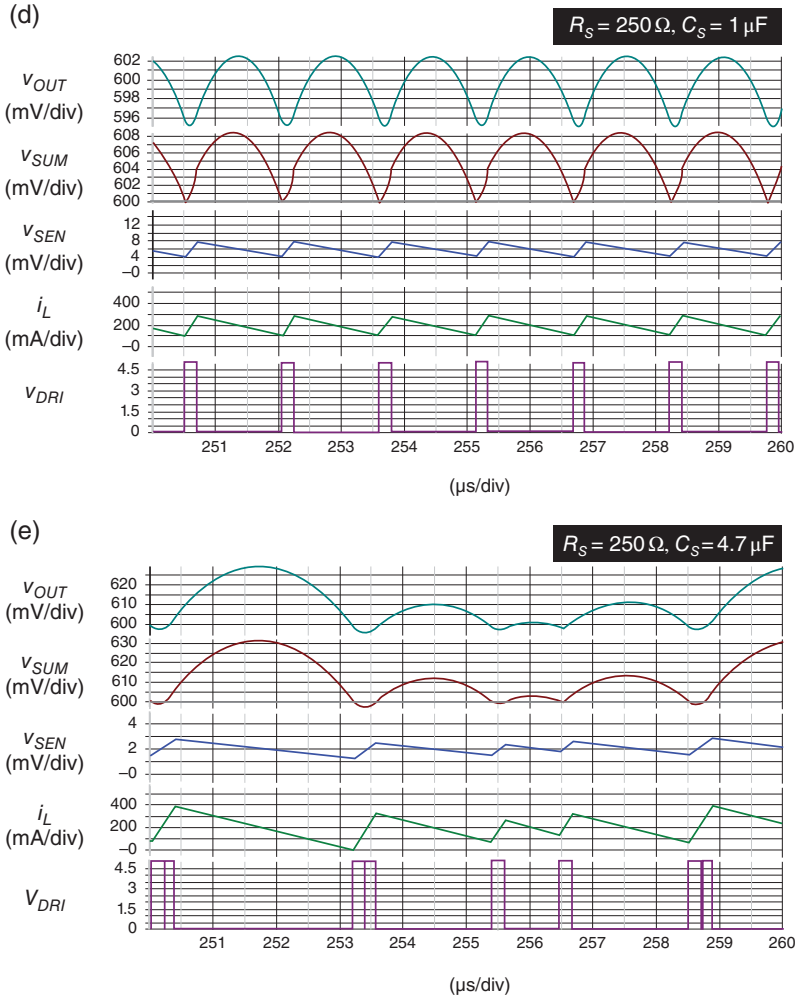 (d)
R_S = 250 Ω, C_S = 1 μF
v_OUT
(mV/div)
602
600
598
596
v_SUM
(mV/div)
608
606
604
602
600
v_SEN
(mV/div)
12
8
4
–0
i_L
(mA/div)
400
200
–0
v_DRI
4.5
3
1.5
0
251 252 253 254 255 256 257 258 259 260
(μs/div)
(e)
R_S = 250 Ω, C_S = 4.7 μF
v_OUT
(mV/div)
620
610
600
v_SUM
(mV/div)
630
620
610
600
v_SEN
(mV/div)
4
2
–0
i_L
(mA/div)
400
200
–0
V_DRI
4.5
3
1.5
0
251 252 253 254 255 256 257 258 259 260
(μs/div)